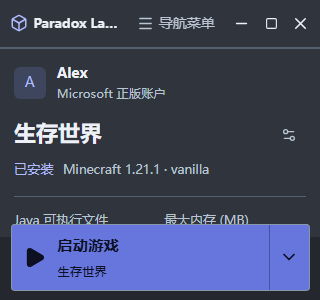 Paradox La...
导航菜单
A
Alex
Microsoft 正版账户
生存世界
已安装 Minecraft 1.21.1 · vanilla
Java 可执行文件 最大内存 (MB)
启动游戏
生存世界